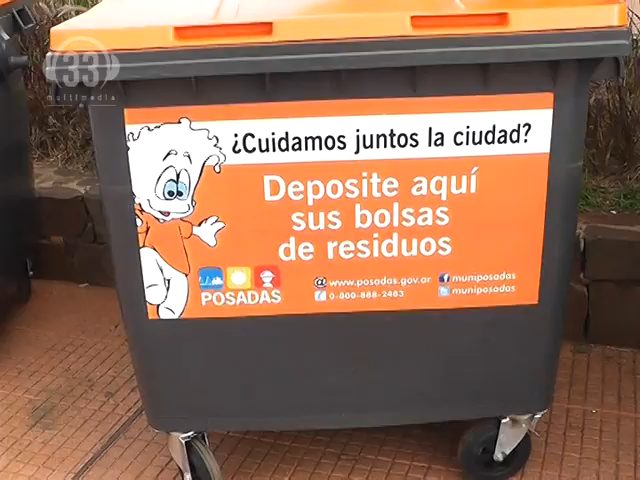 33
multimedia
¿Cuidamos juntos la ciudad?
Deposite aquí
sus bolsas
de residuos
POSADAS
@ www.posadas.gov.ar
0-800-888-2483
muniposadas
muniposadas